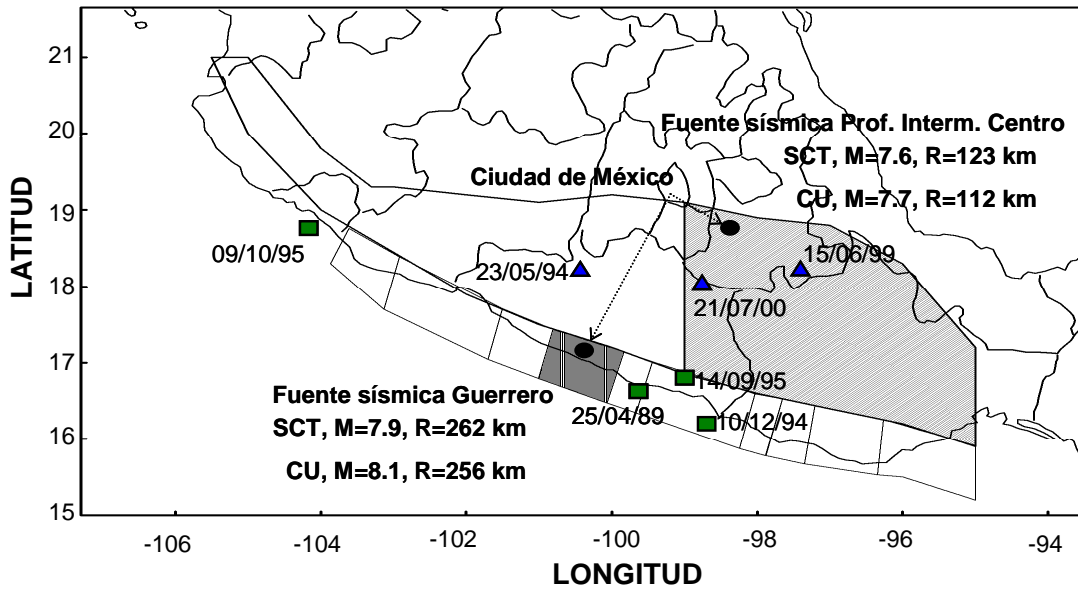 21
20
19
18
17
16
15
LATITUD
Fuente sísmica Prof. Interm. Centro
SCT, M=7.6, R=123 km
CU, M=7.7, R=112 km
Ciudad de México
09/10/95
23/05/94
15/06/99
21/07/00
14/09/95
25/04/89
10/12/94
Fuente sísmica Guerrero
SCT, M=7.9, R=262 km
CU, M=8.1, R=256 km
-106 -104 -102 -100 -98 -96 -94
LONGITUD